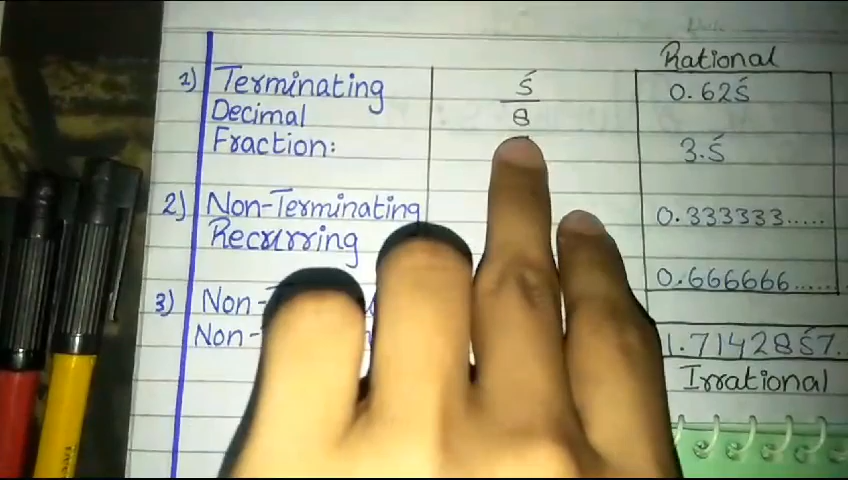 Rational
1) Terminating
Decimal
Fraction:
5
8
0.625
3.5
2) Non-Terminating
Recurring
0.333333......
0.666666......
3) Non-
Non-
1.7142857.
Irrational